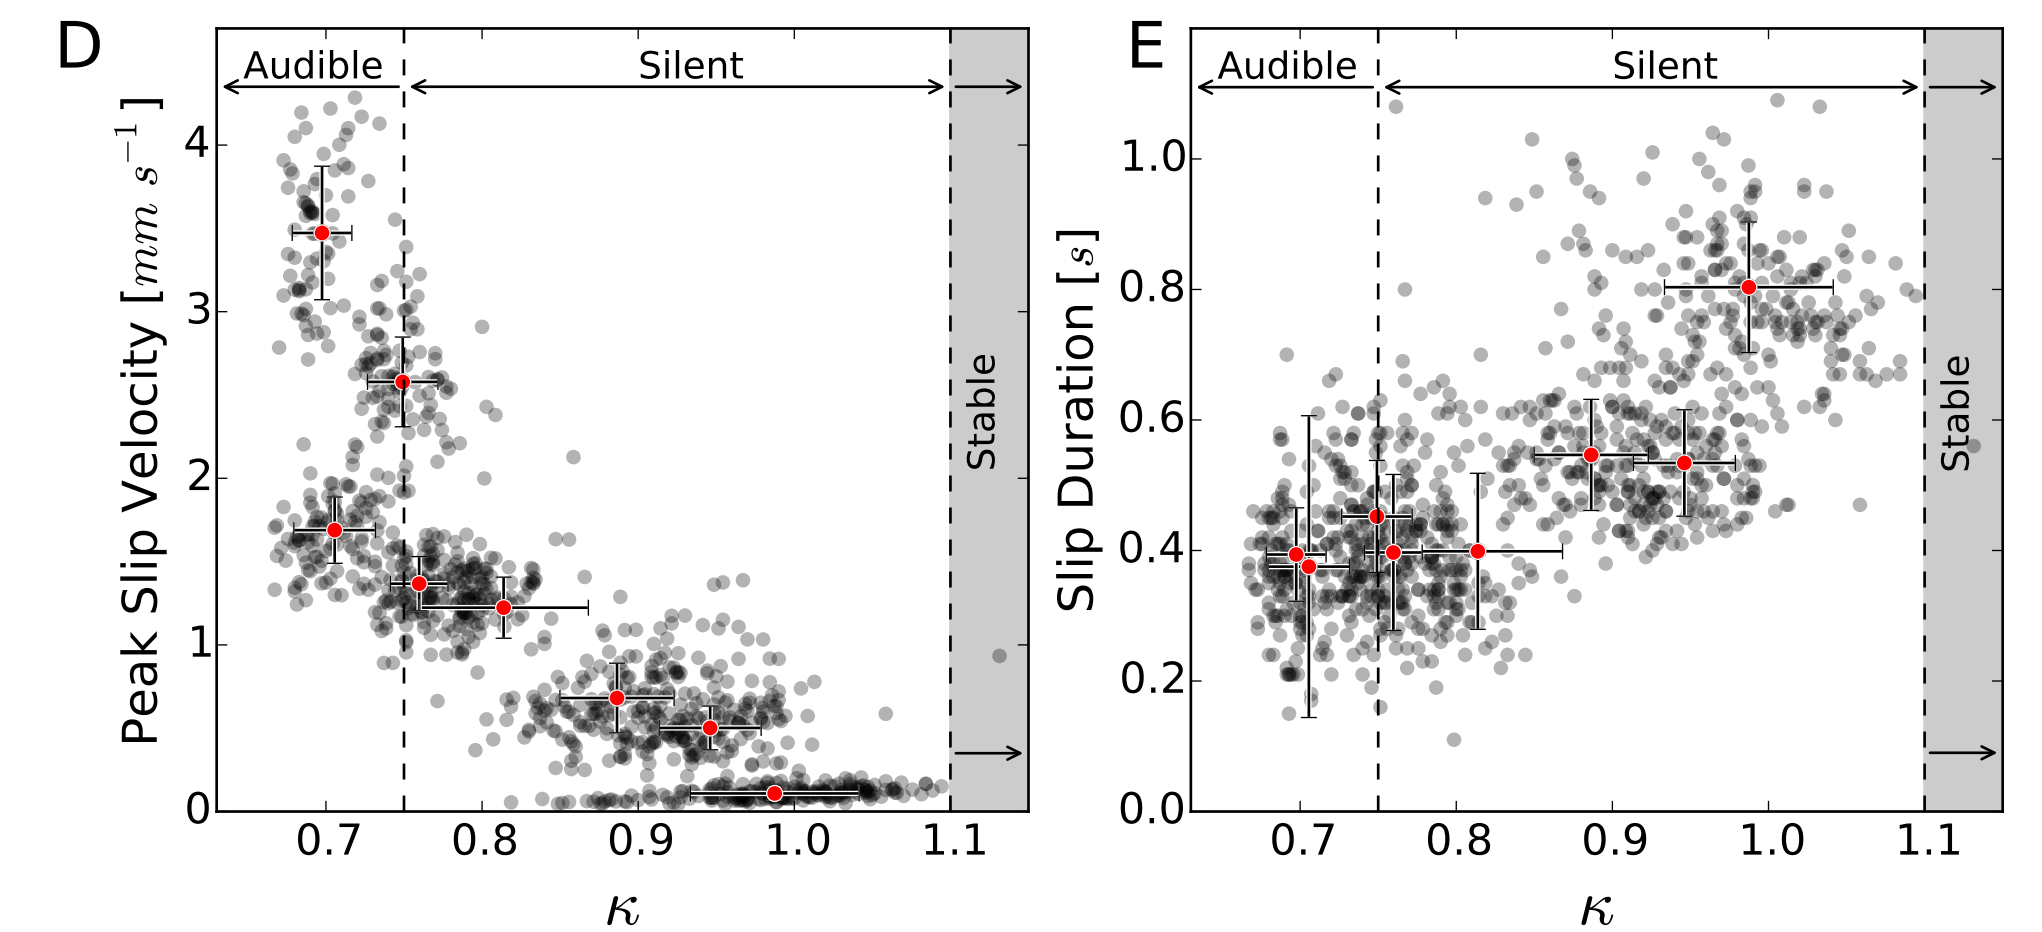 D
Audible
Silent
Stable
Peak Slip Velocity [mm s⁻¹]
4
3
2
1
0
0.7 0.8 0.9 1.0 1.1
κ
E
Audible
Silent
Stable
Slip Duration [s]
1.0
0.8
0.6
0.4
0.2
0.0
0.7 0.8 0.9 1.0 1.1
κ